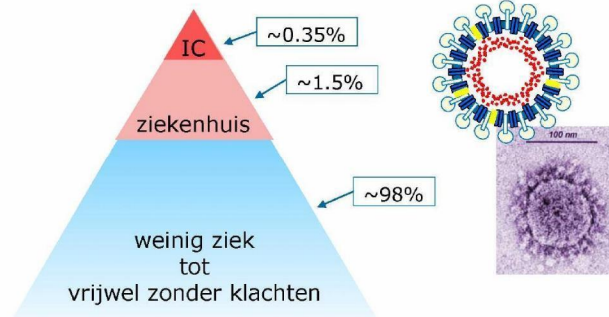 IC
~0.35%
~1.5%
ziekenhuis
~98%
weinig ziek
tot
vrijwel zonder klachten
100 nm